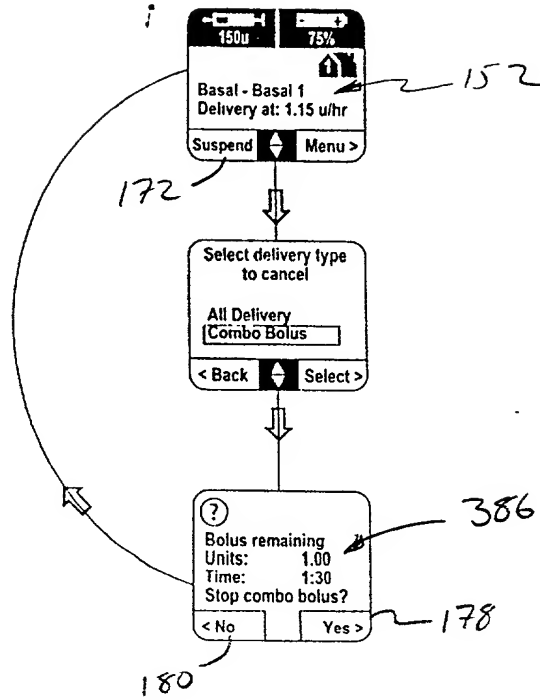 150u 75%
152
Basal - Basal 1
Delivery at: 1.15 u/hr
Suspend Menu >
172
Select delivery type
to cancel
All Delivery
Combo Bolus
< Back Select >
386
?
Bolus remaining
Units: 1.00
Time: 1:30
Stop combo bolus?
< No Yes >
178
180